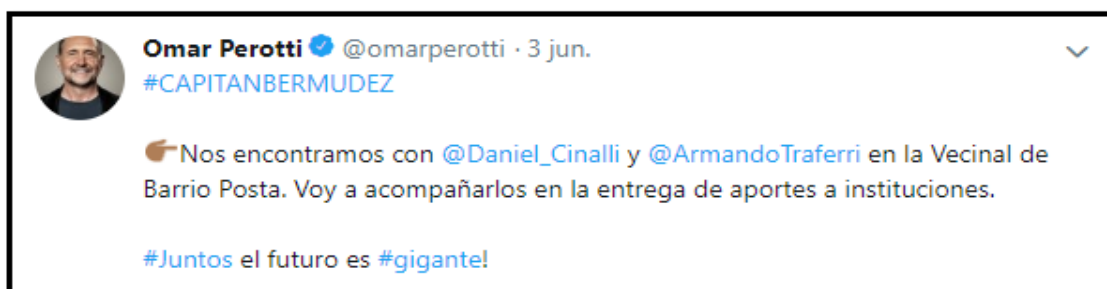 Omar Perotti @omarperotti · 3 jun.
#CAPITANBERMUDEZ
Nos encontramos con @Daniel_Cinalli y @ArmandoTraferri en la Vecinal de
Barrio Posta. Voy a acompañarlos en la entrega de aportes a instituciones.
#Juntos el futuro es #gigante!